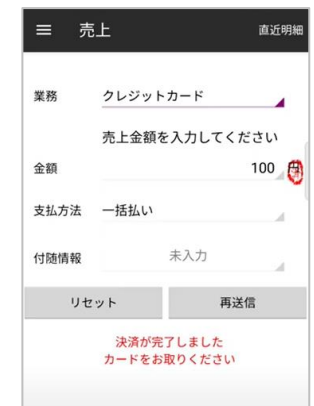 売上 直近明細
業務 クレジットカード
売上金額を入力してください
金額 100 円
支払方法 一括払い
付随情報 未入力
リセット 再送信
決済が完了しました
カードをお取りください